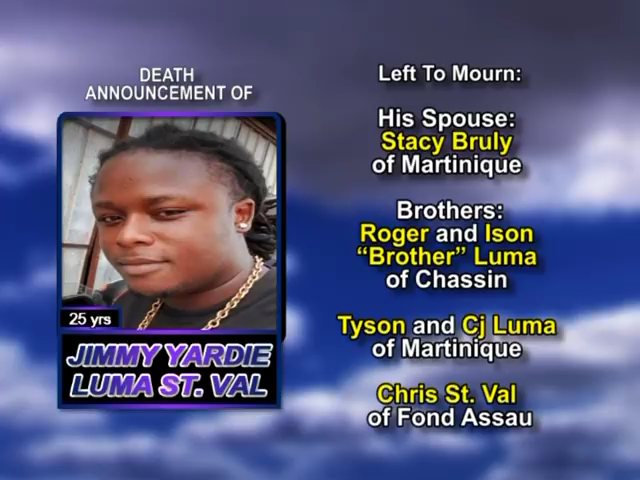 DEATH
ANNOUNCEMENT OF
25 yrs
JIMMY YARDIE
LUMA ST. VAL
Left To Mourn:
His Spouse:
Stacy Bruly
of Martinique
Brothers:
Roger and Ison
“Brother” Luma
of Chassin
Tyson and Cj Luma
of Martinique
Chris St. Val
of Fond Assau